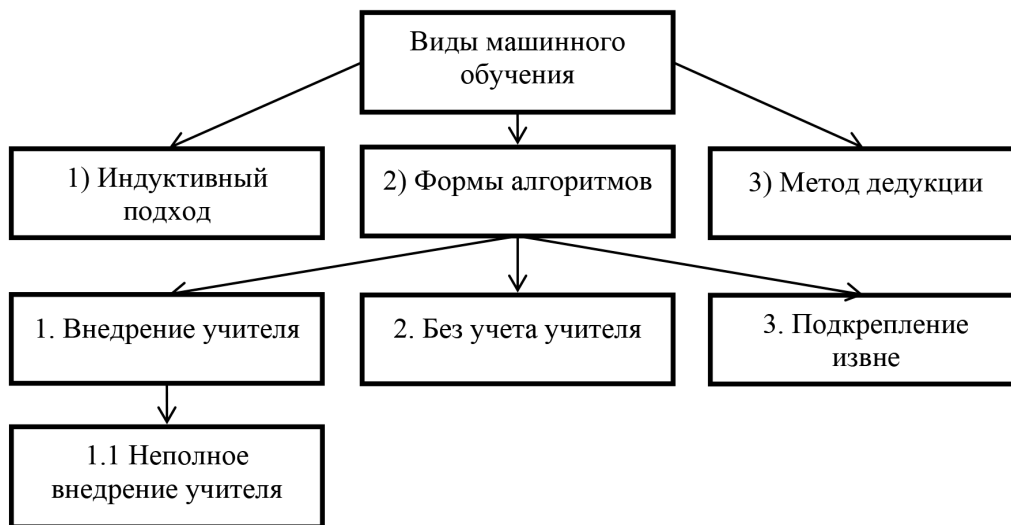 Виды машинного
обучения
1) Индуктивный
подход
2) Формы алгоритмов
3) Метод дедукции
1. Внедрение учителя
2. Без учета учителя
3. Подкрепление
извне
1.1 Неполное
внедрение учителя